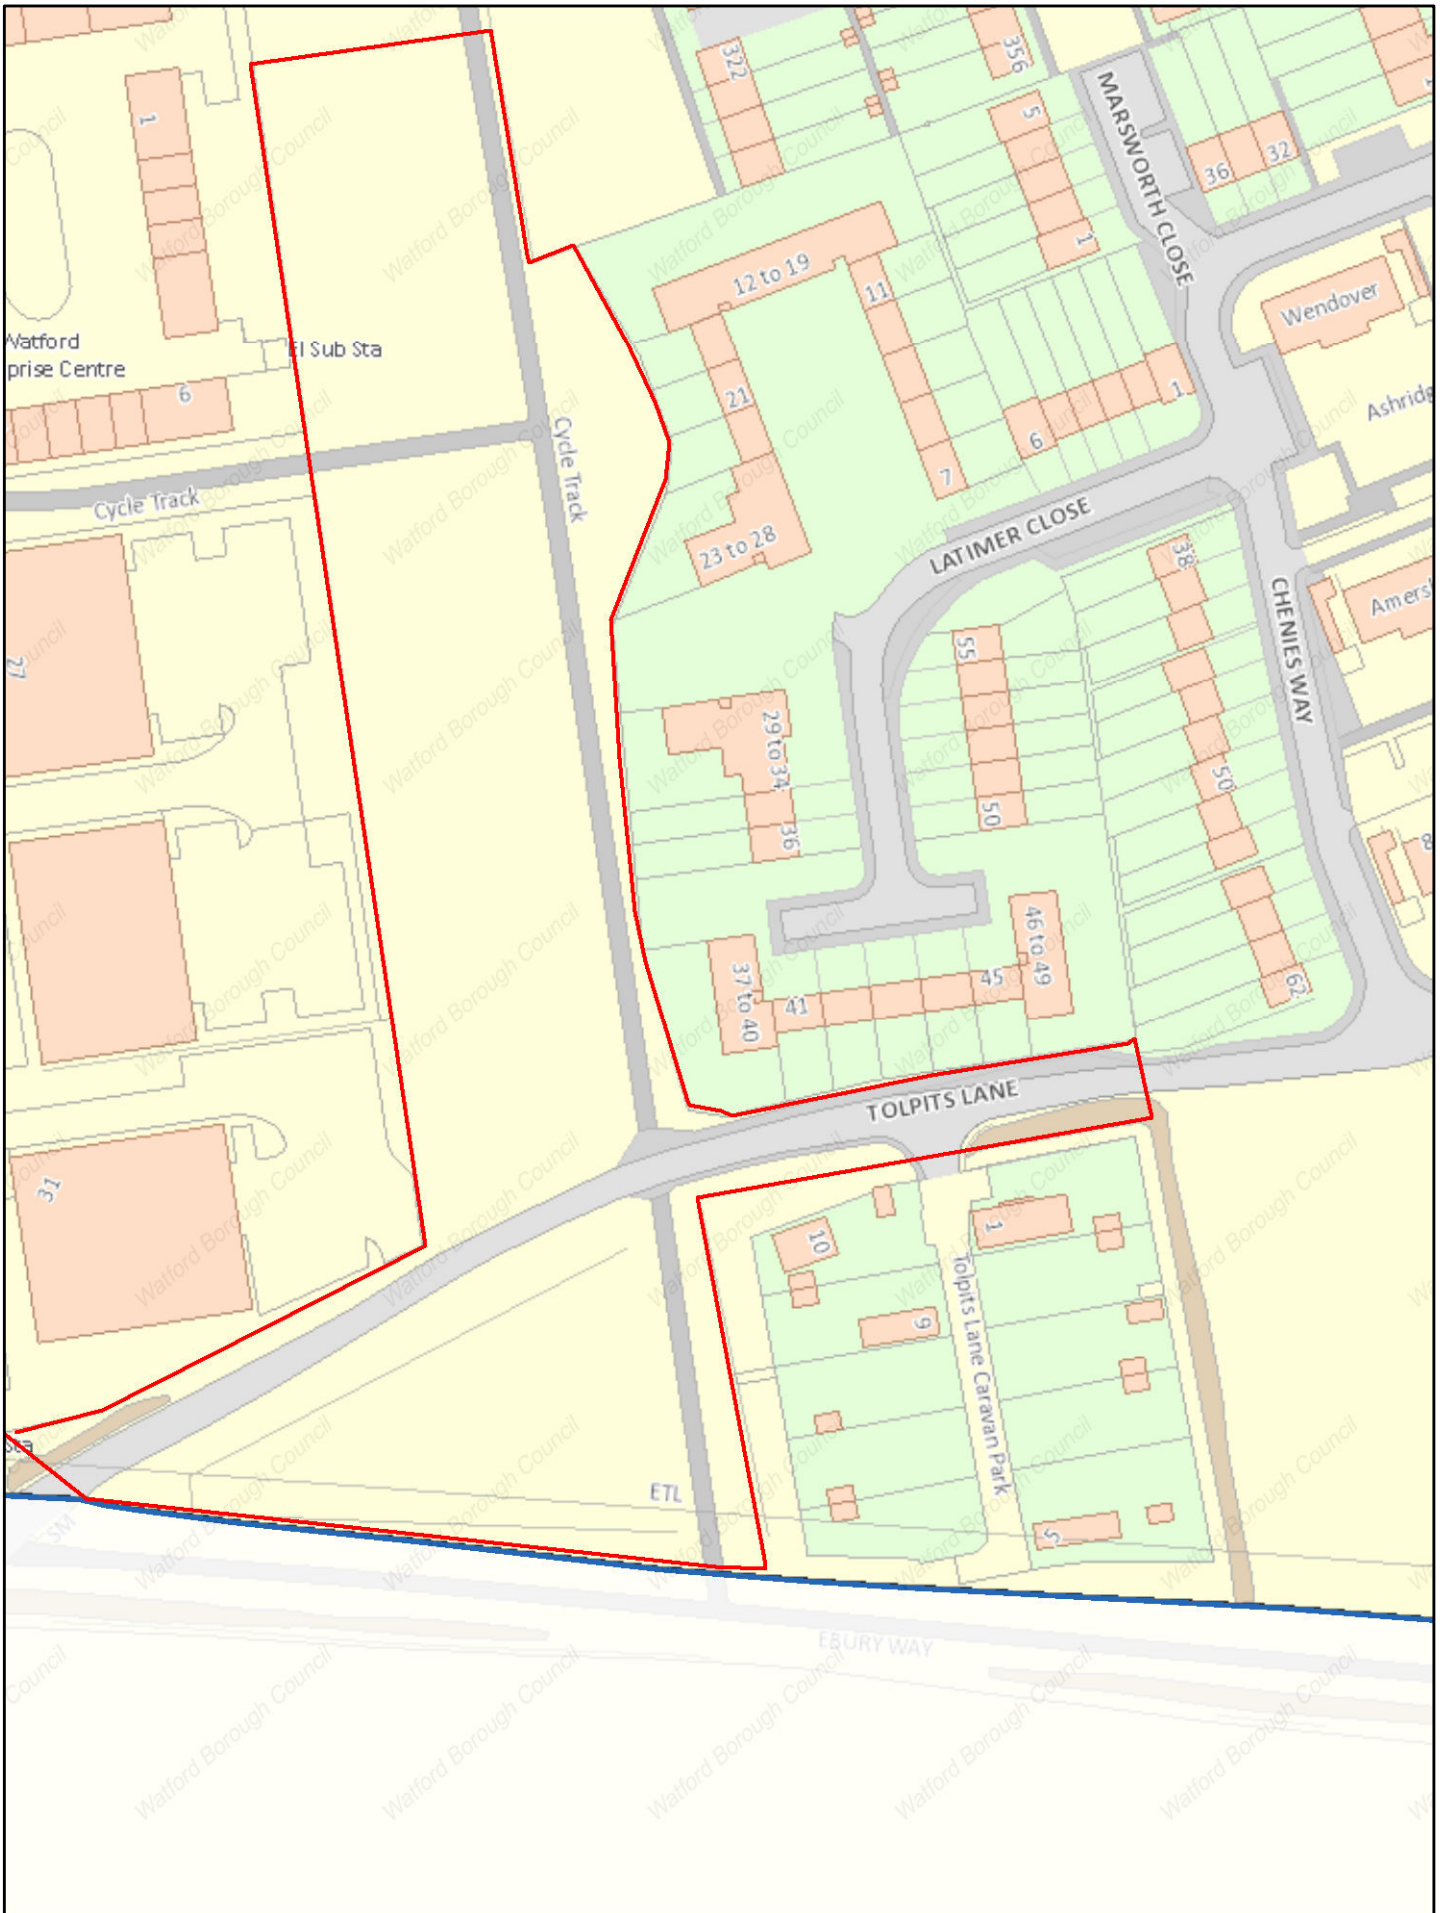 322
356
5
1
MARSWORTH CLOSE
36
32
1
12 to 19
11
Wendover
Watford
prise Centre
El Sub Sta
6
21
1
Ashridg
6
7
Cycle Track
Cycle Track
23 to 28
LATIMER CLOSE
38
CHENIES WAY
Amers
27
55
29 to 34
50
50
36
8
46 to 49
37 to 40
41
45
62
TOLPITS LANE
31
10
1
9
Tolpits Lane Caravan Park
Sta
ETL
SM
5
EBURY WAY
Watford Borough Council